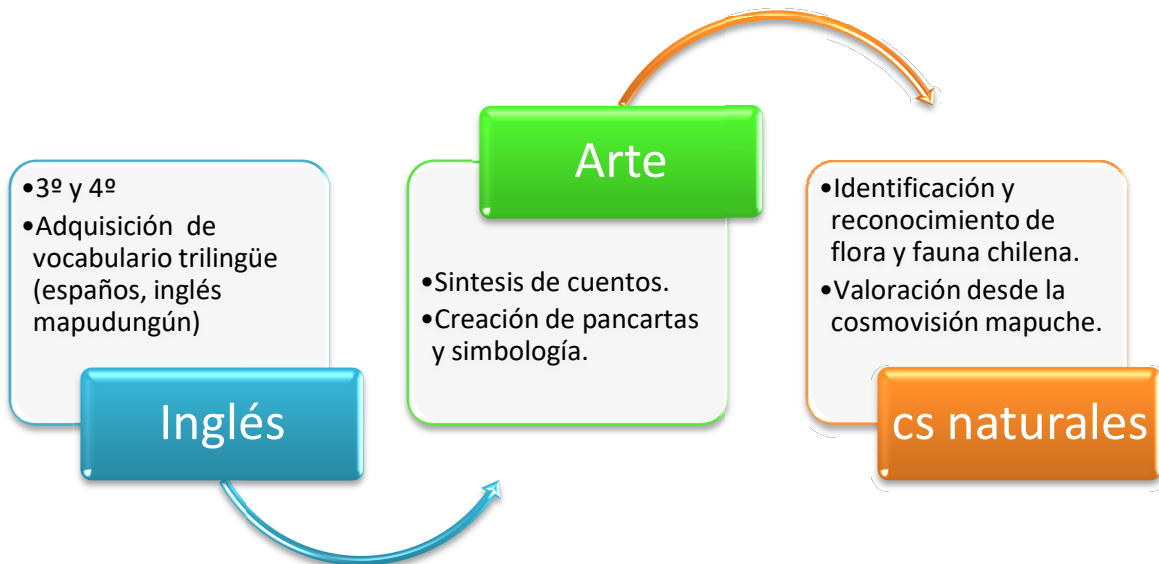 •3º y 4º
•Adquisición de
vocabulario trilingüe
(españos, inglés
mapudungún)
Inglés
Arte
•Sintesis de cuentos.
•Creación de pancartas
y simbología.
•Identificación y
reconocimiento de
flora y fauna chilena.
•Valoración desde la
cosmovisión mapuche.
cs naturales